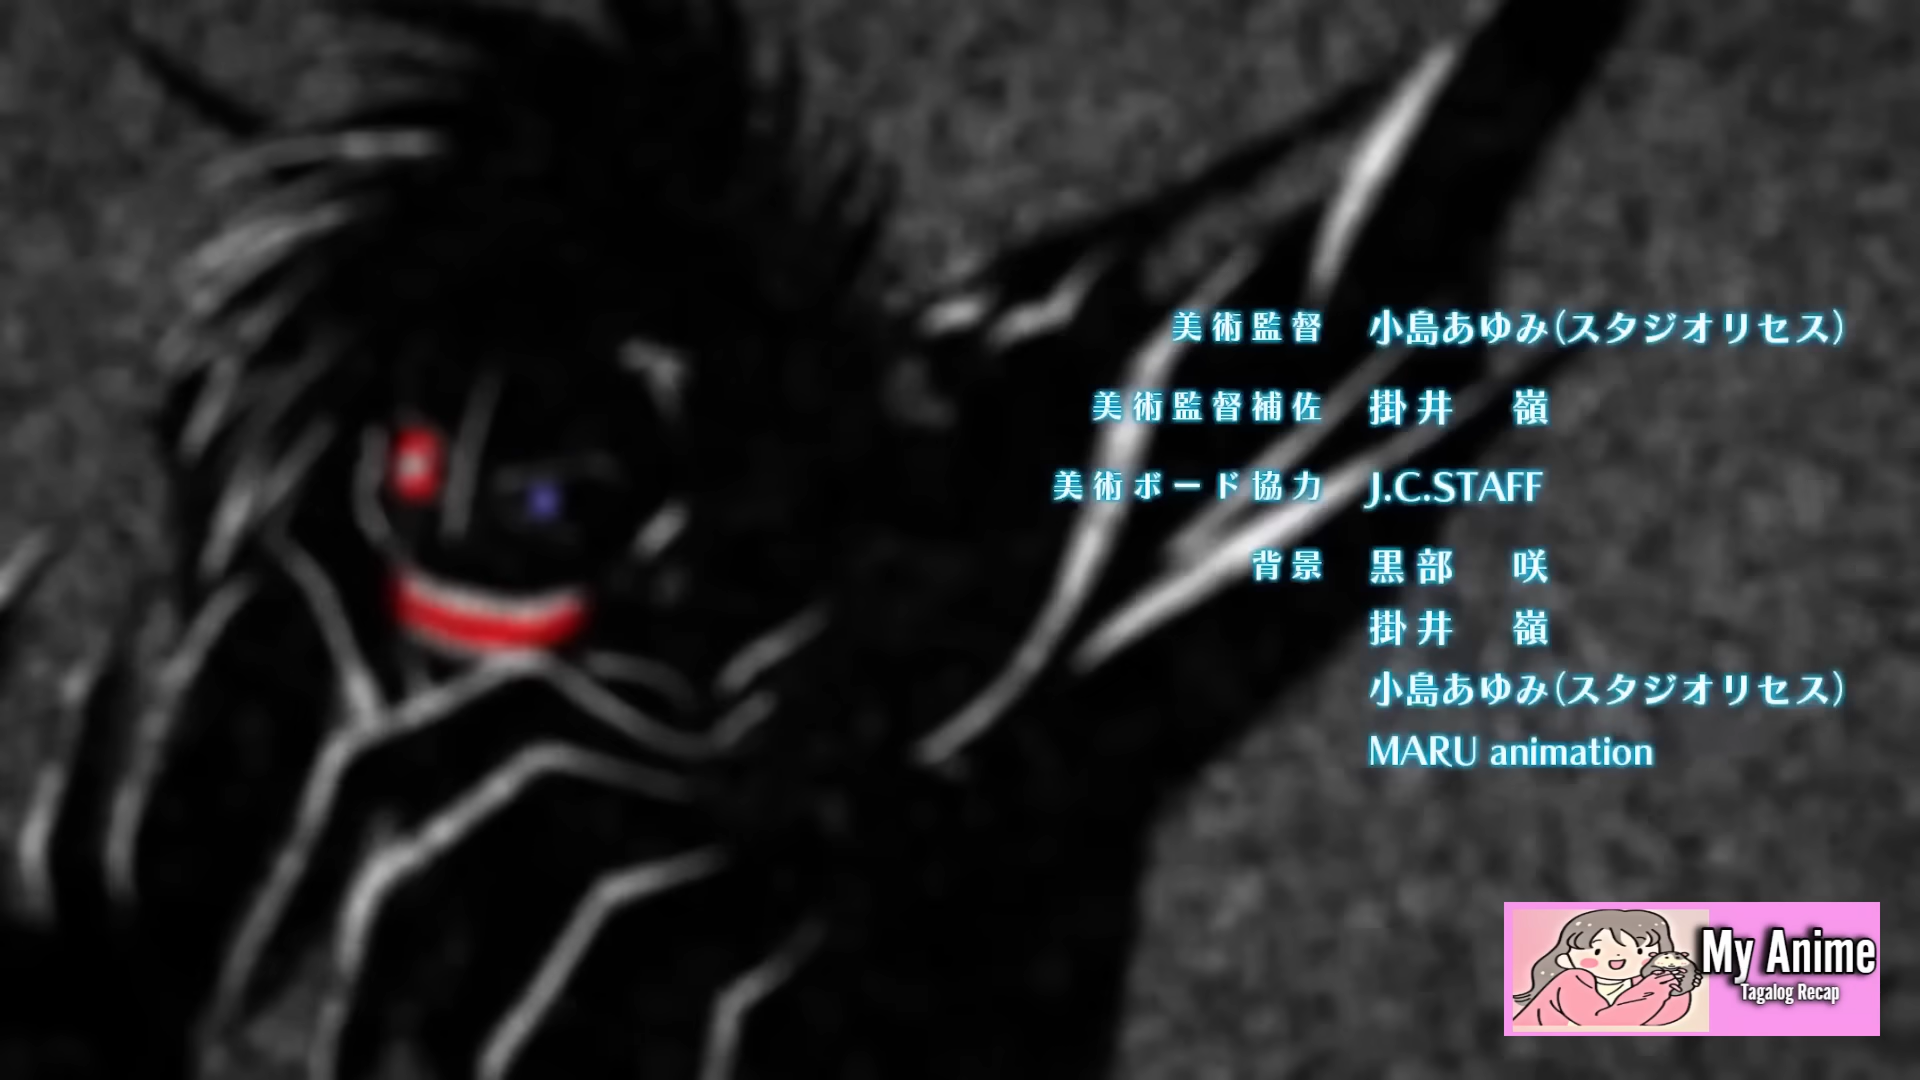 美術監督 小島あゆみ(スタジオリセス)
美術監督補佐 掛井 嶺
美術ボード協力 J.C.STAFF
背景 黒部 咲
掛井 嶺
小島あゆみ(スタジオリセス)
MARU animation
My Anime
Tagalog Recap